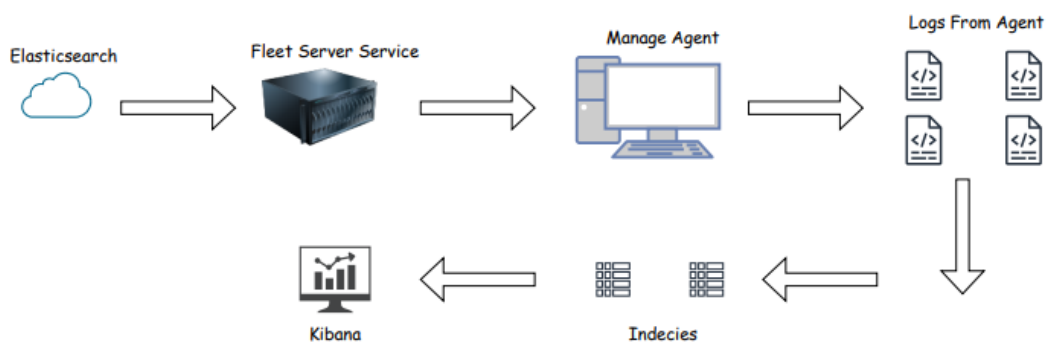 Elasticsearch
Fleet Server Service
Manage Agent
Logs From Agent
</>
</>
</>
</>
Kibana
Indecies